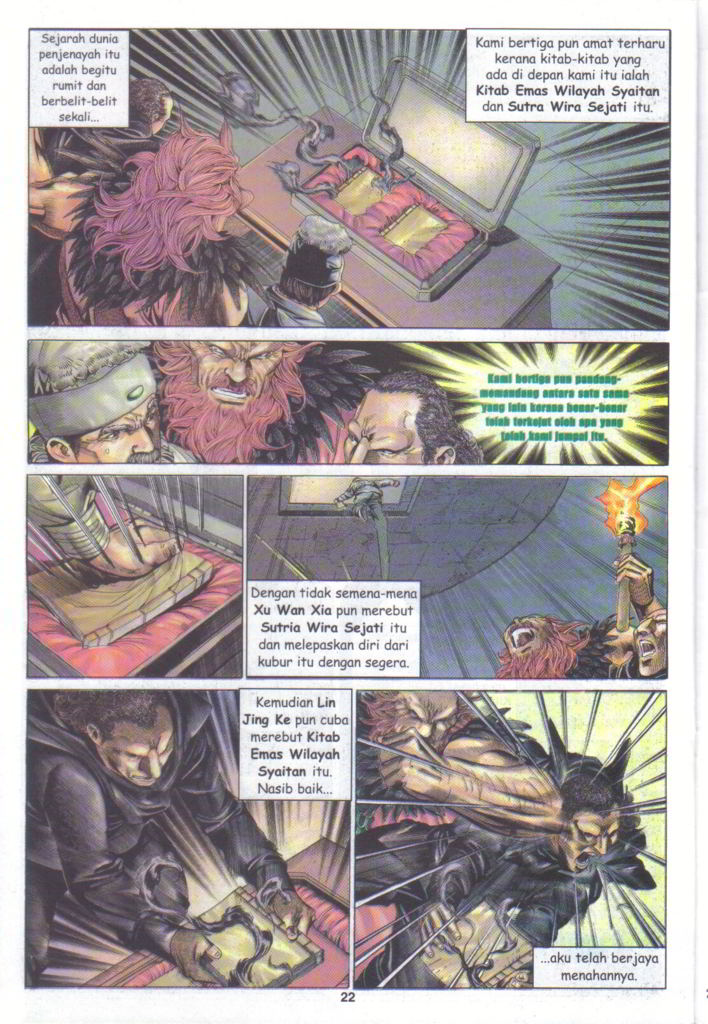 Sejarah dunia
penjenayah itu
adalah begitu
rumit dan
berbelit-belit
sekali...
Kami bertiga pun amat terharu
kerana kitab-kitab yang
ada di depan kami itu ialah
Kitab Emas Wilayah Syaitan
dan Sutra Wira Sejati itu.
Kami bertiga pun pandang-
memandang antara satu sama
yang lain kerana benar-benar
telah terkejut oleh apa yang
telah kami jumpai itu.
Dengan tidak semena-mena
Xu Wan Xia pun merebut
Sutria Wira Sejati itu
dan melepaskan diri dari
kubur itu dengan segera.
Kemudian Lin
Jing Ke pun cuba
merebut Kitab
Emas Wilayah
Syaitan itu.
Nasib baik...
...aku telah berjaya
menahannya.
22